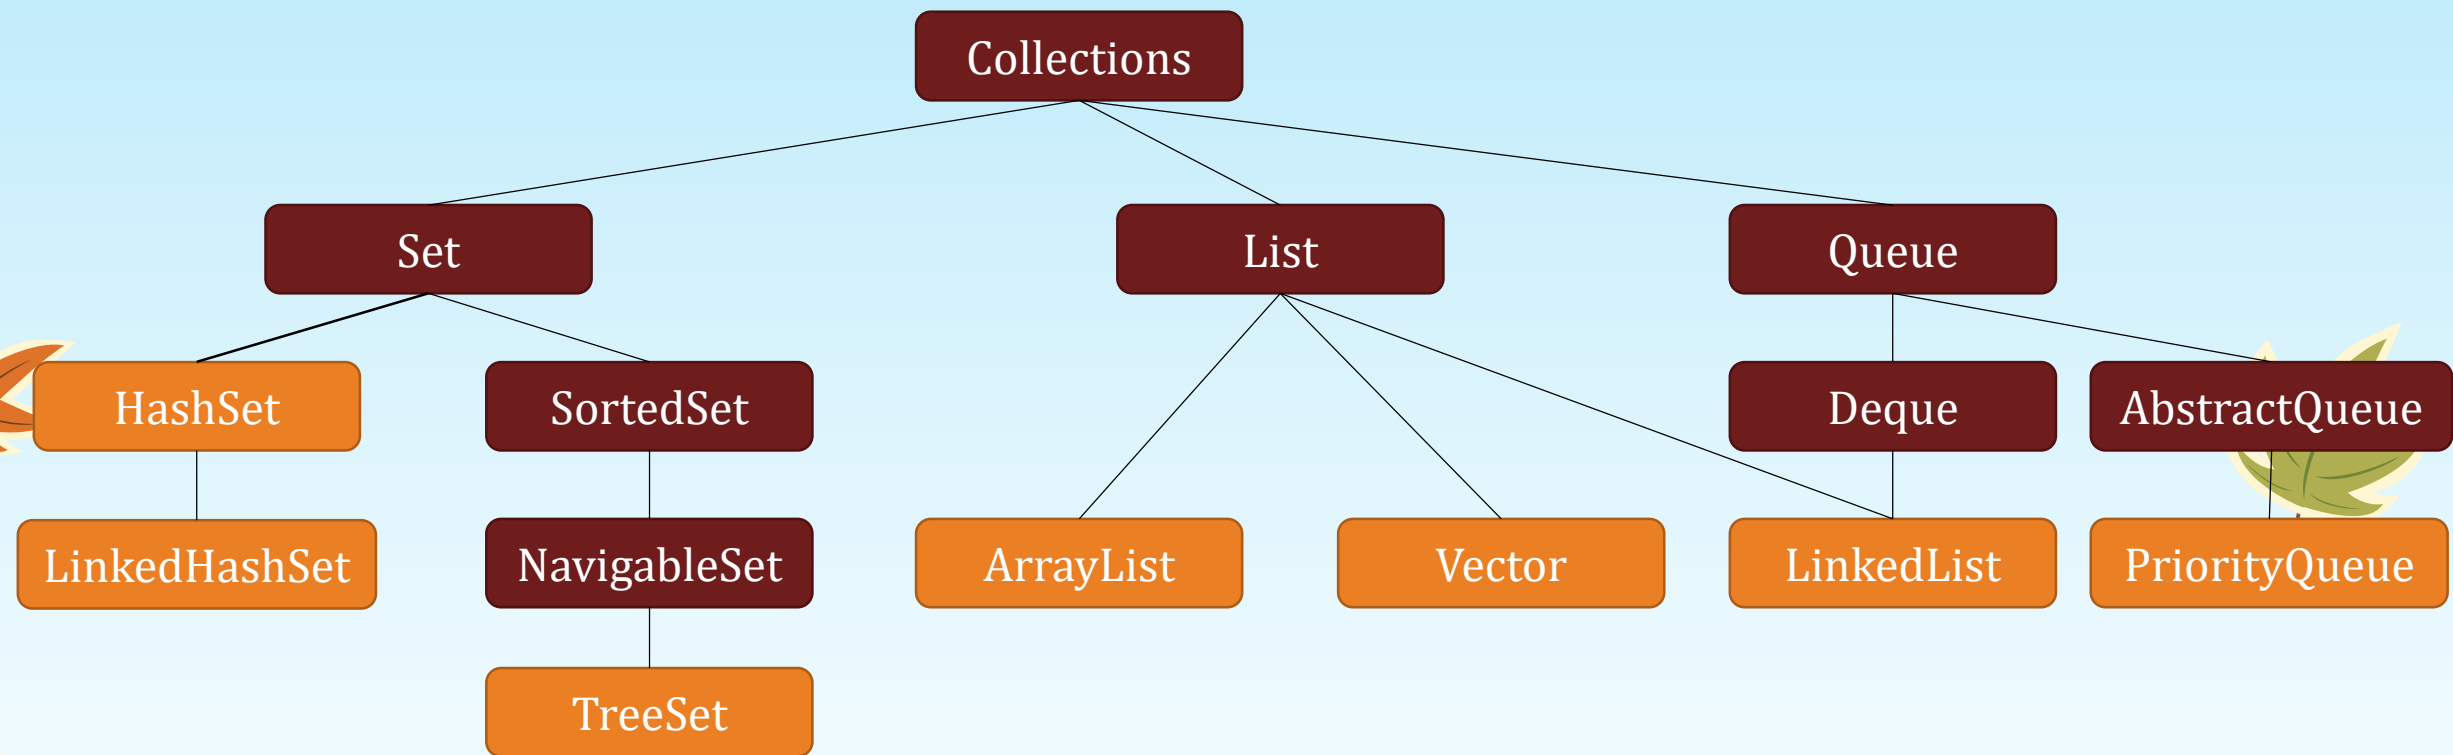 Collections
Set
List
Queue
HashSet
SortedSet
Deque
AbstractQueue
LinkedHashSet
NavigableSet
ArrayList
Vector
LinkedList
PriorityQueue
TreeSet